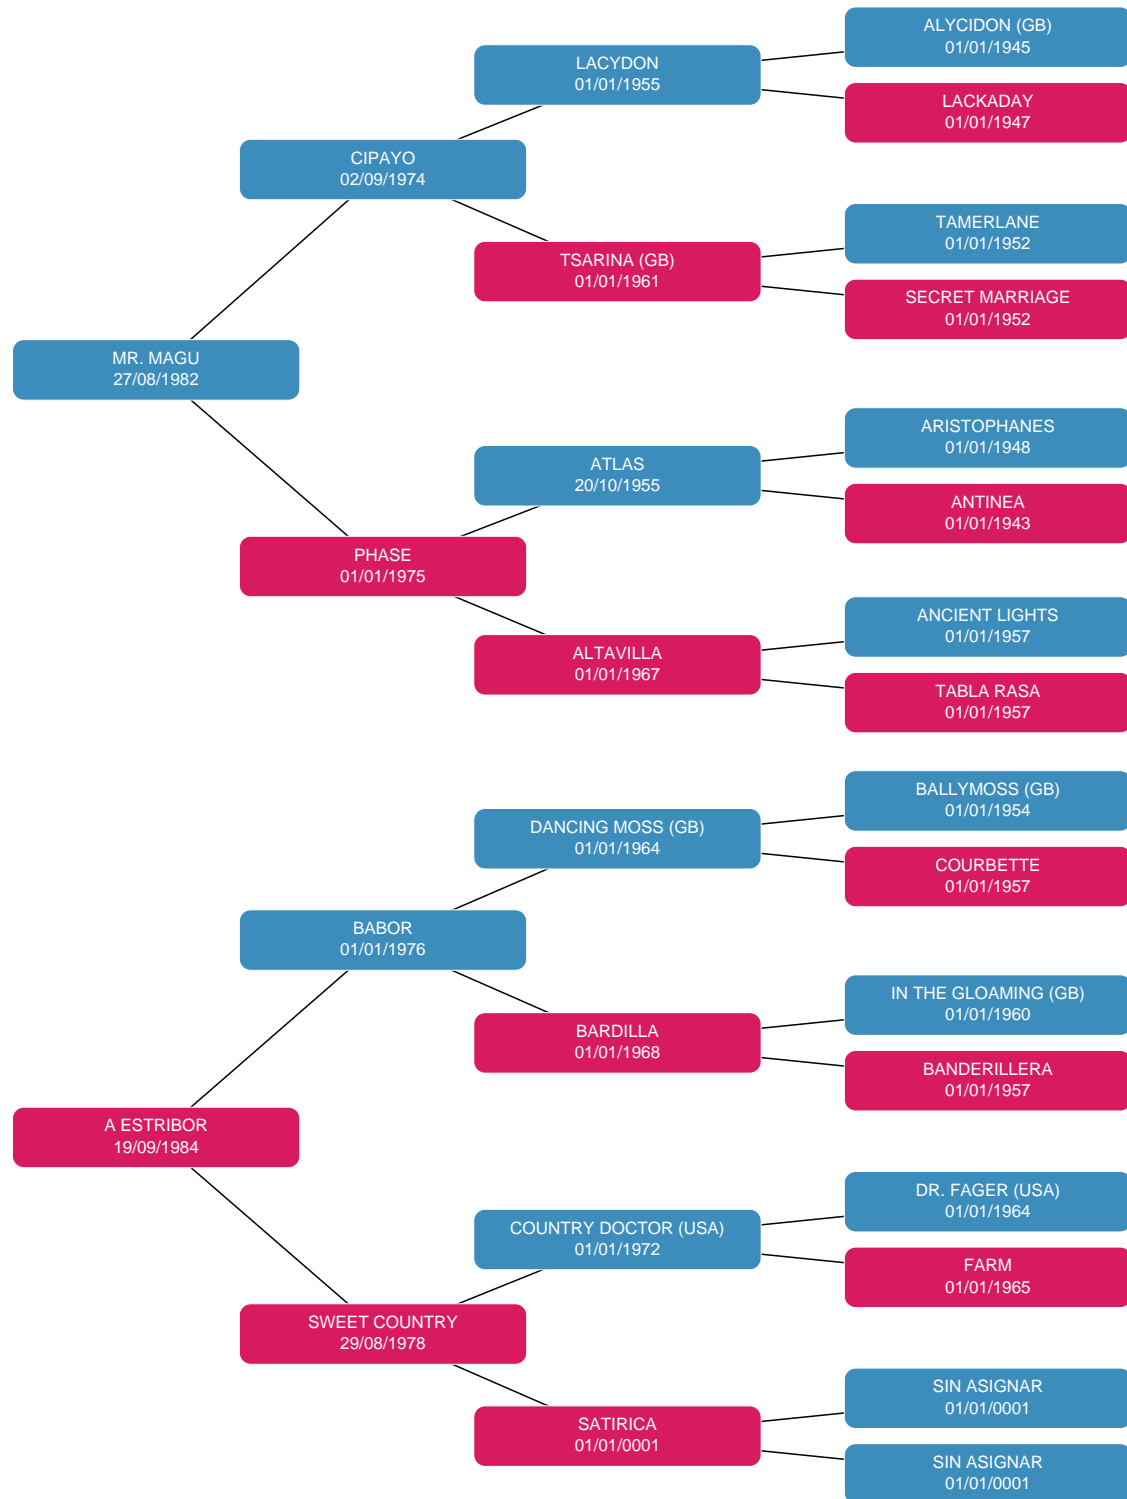 ALYCIDON (GB)
01/01/1945
LACYDON
01/01/1955
LACKADAY
01/01/1947
CIPAYO
02/09/1974
TAMERLANE
01/01/1952
TSARINA (GB)
01/01/1961
SECRET MARRIAGE
01/01/1952
MR. MAGU
27/08/1982
ARISTOPHANES
01/01/1948
ATLAS
20/10/1955
ANTINEA
01/01/1943
PHASE
01/01/1975
ANCIENT LIGHTS
01/01/1957
ALTAVILLA
01/01/1967
TABLA RASA
01/01/1957
BALLYMOSS (GB)
01/01/1954
DANCING MOSS (GB)
01/01/1964
COURBETTE
01/01/1957
BABOR
01/01/1976
IN THE GLOAMING (GB)
01/01/1960
BARDILLA
01/01/1968
BANDERILLERA
01/01/1957
A ESTRIBOR
19/09/1984
DR. FAGER (USA)
01/01/1964
COUNTRY DOCTOR (USA)
01/01/1972
FARM
01/01/1965
SWEET COUNTRY
29/08/1978
SIN ASIGNAR
01/01/0001
SATIRICA
01/01/0001
SIN ASIGNAR
01/01/0001